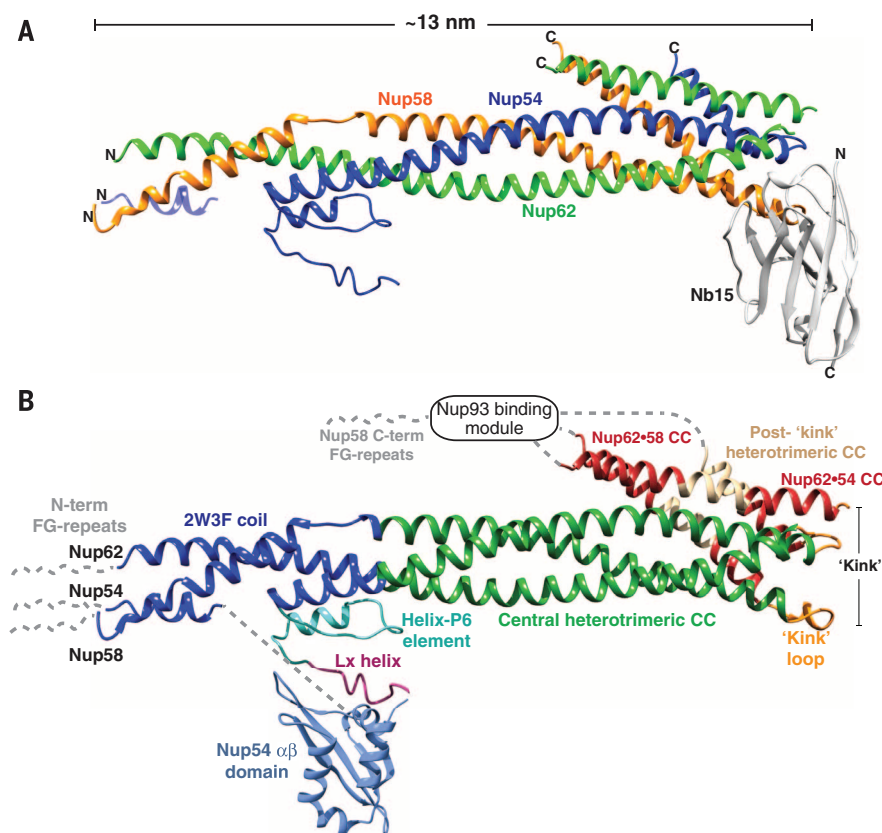 A
~13 nm
C
C
C
Nup58
Nup54
N
N
N
N
Nup62
Nb15
C
B
Nup93 binding
module
Nup58 C-term
FG-repeats
Nup62•58 CC
Post- ‘kink’
heterotrimeric CC
Nup62•54 CC
N-term
FG-repeats
2W3F coil
Nup62
‘Kink’
Nup54
Helix-P6
element
Central heterotrimeric CC
Nup58
‘Kink’
loop
Lx helix
Nup54 αβ
domain